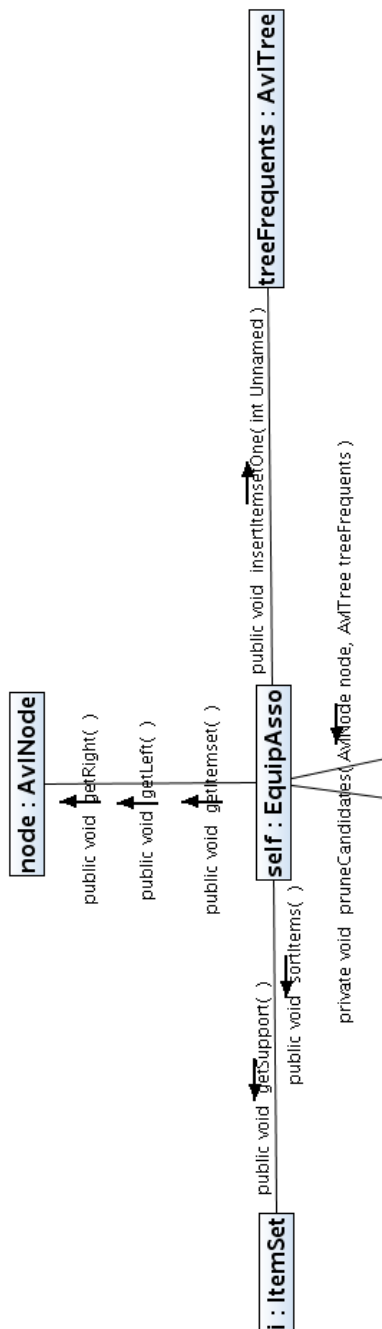 node : AvlNode
public void getRight( )
public void getLeft( )
public void getItemset( )
i : ItemSet
public void getSupport( )
public void sortItems( )
self : EquipAsso
public void insertItemsetOne( int Unnamed )
treeFrequents : AvlTree
private void pruneCandidates( AvlNode node, AvlTree treeFrequents )